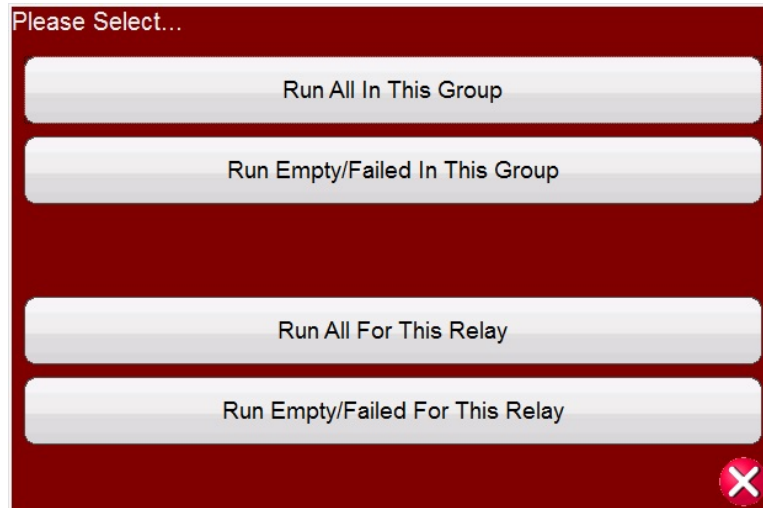 Please Select...
Run All In This Group
Run Empty/Failed In This Group
Run All For This Relay
Run Empty/Failed For This Relay